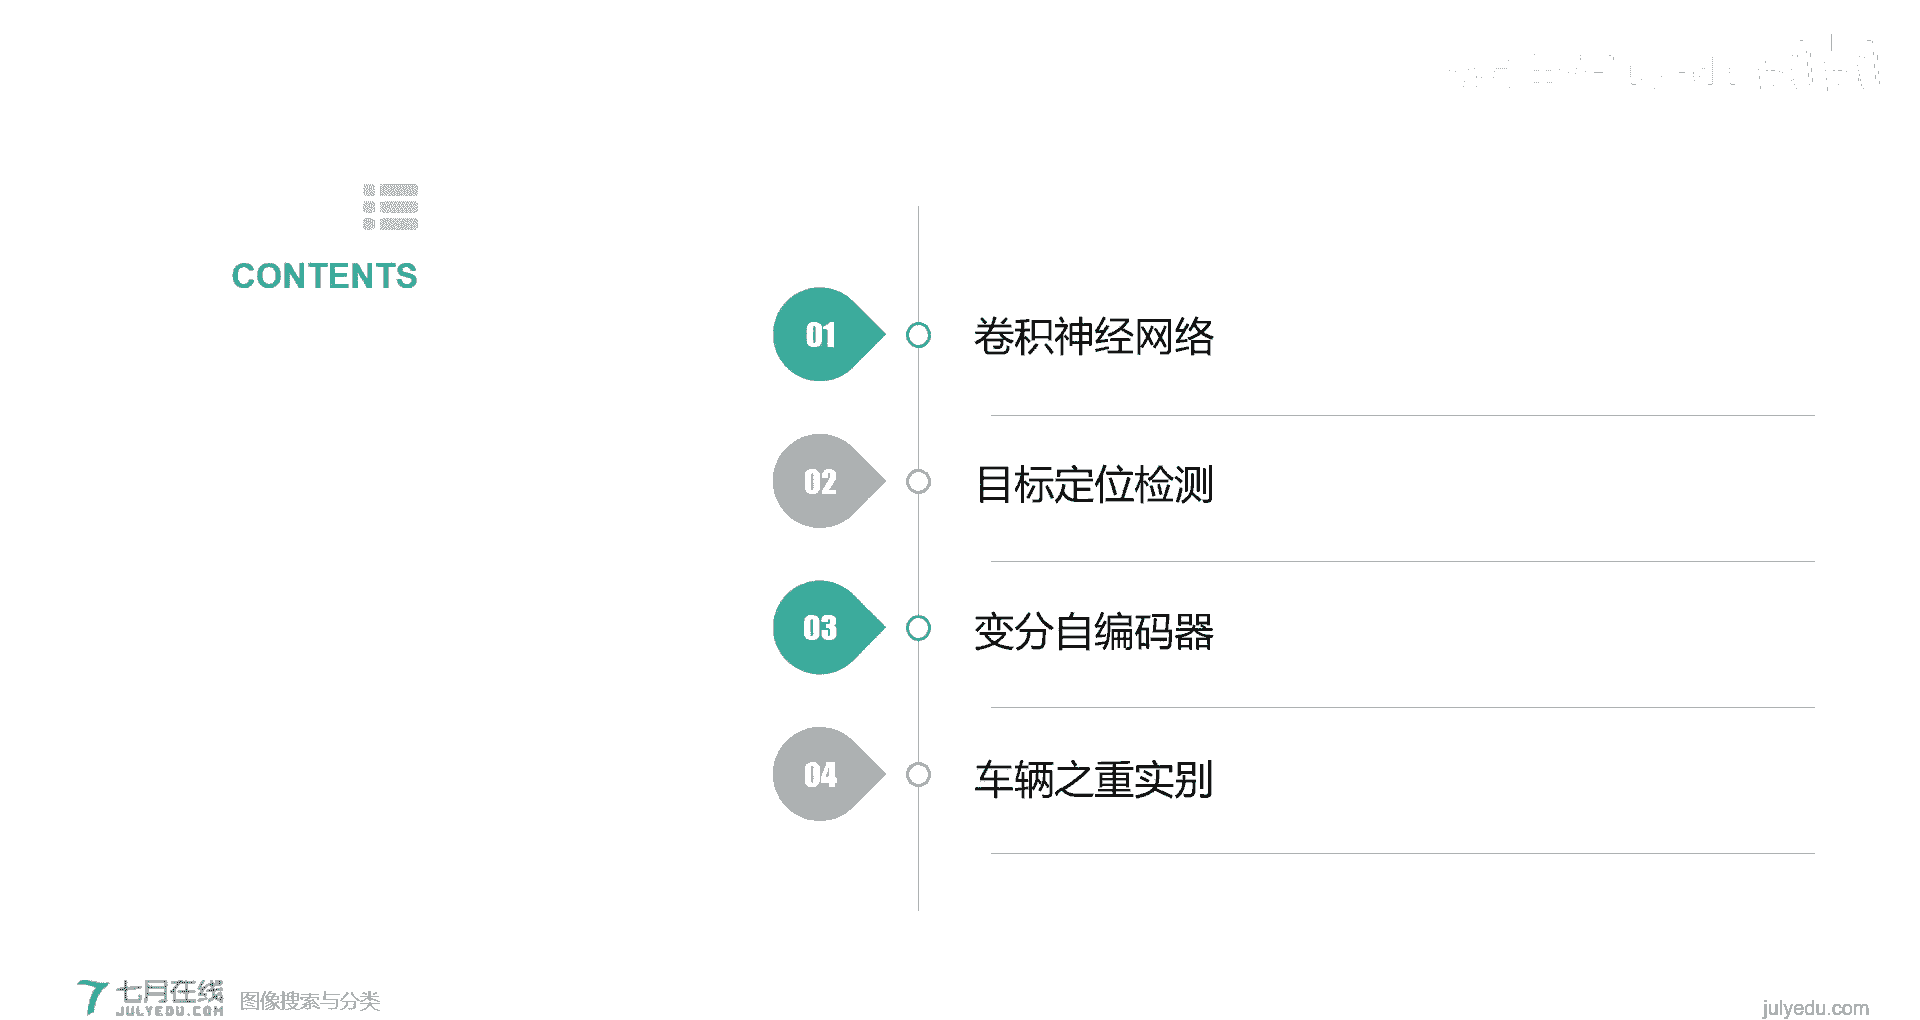 CONTENTS
01
卷积神经网络
02
目标定位检测
03
变分自编码器
04
车辆之重实别
七月在线
JULYEDU.COM
图像搜索与分类
julyedu.com